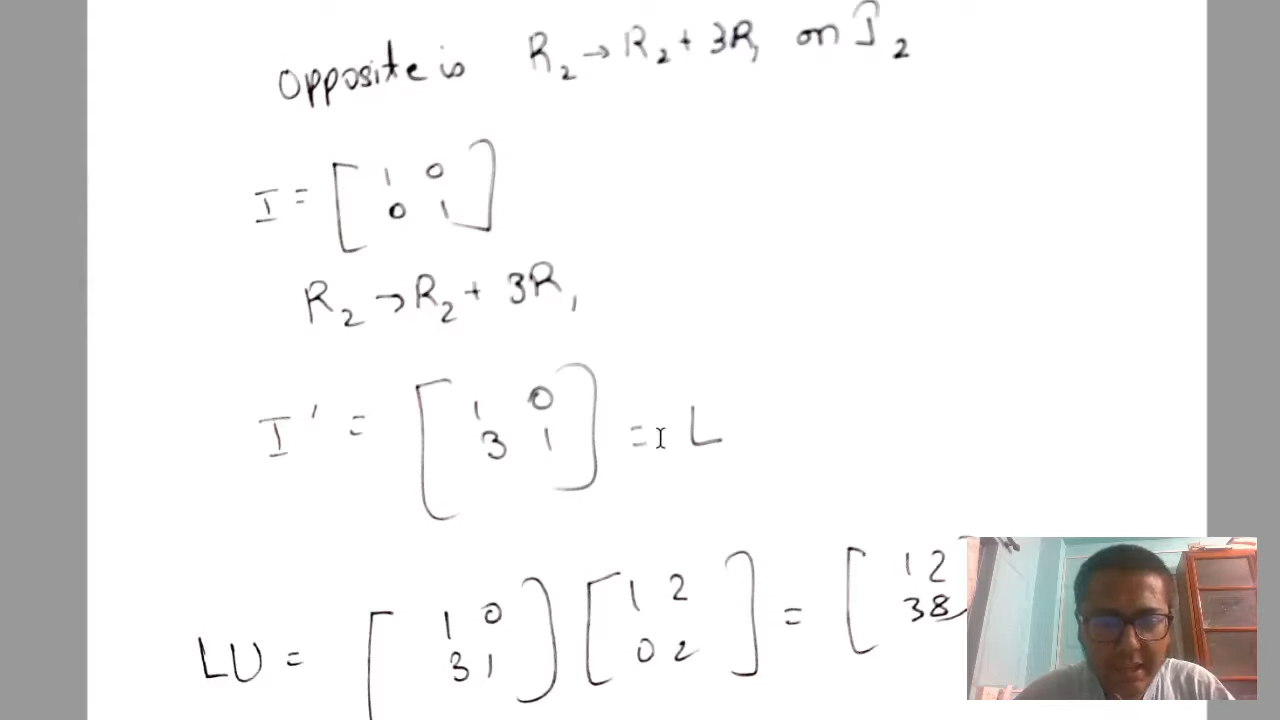 Opposite is R₂ → R₂ + 3R₁ on I₂
I = [ 1 0
0 1 ]
R₂ → R₂ + 3R₁
I' = [ 1 0
3 1 ] = L
LU = [ 1 0
3 1 ] [ 1 2
0 2 ] = [ 1 2
3 8 ]